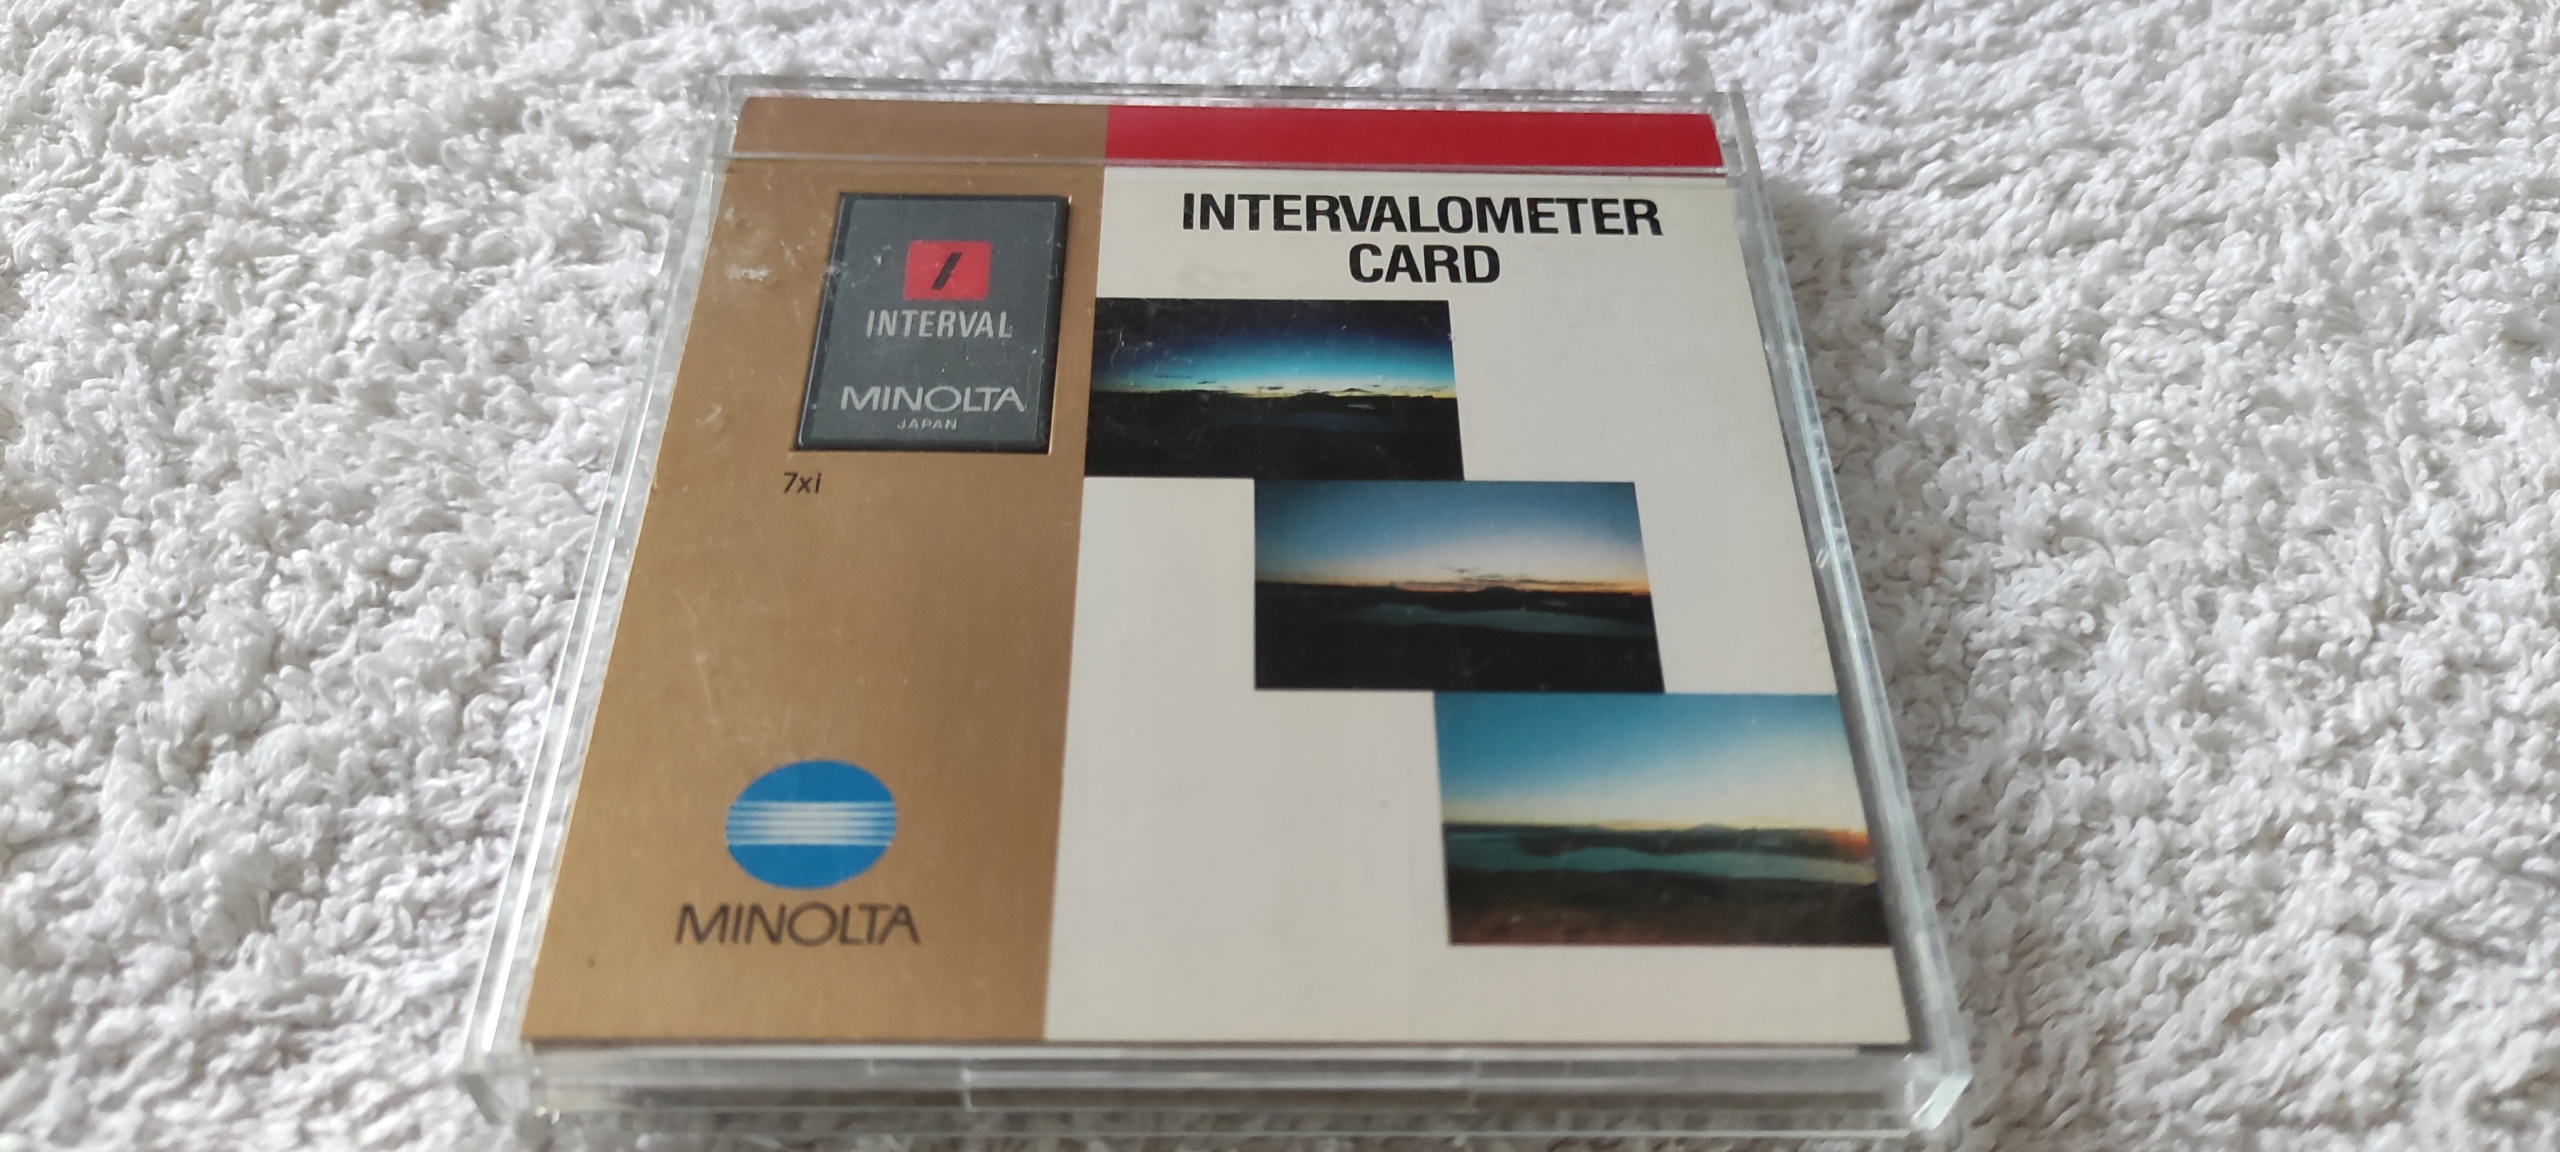 INTERVALOMETER
CARD
INTERVAL
MINOLTA
JAPAN
7xi
MINOLTA